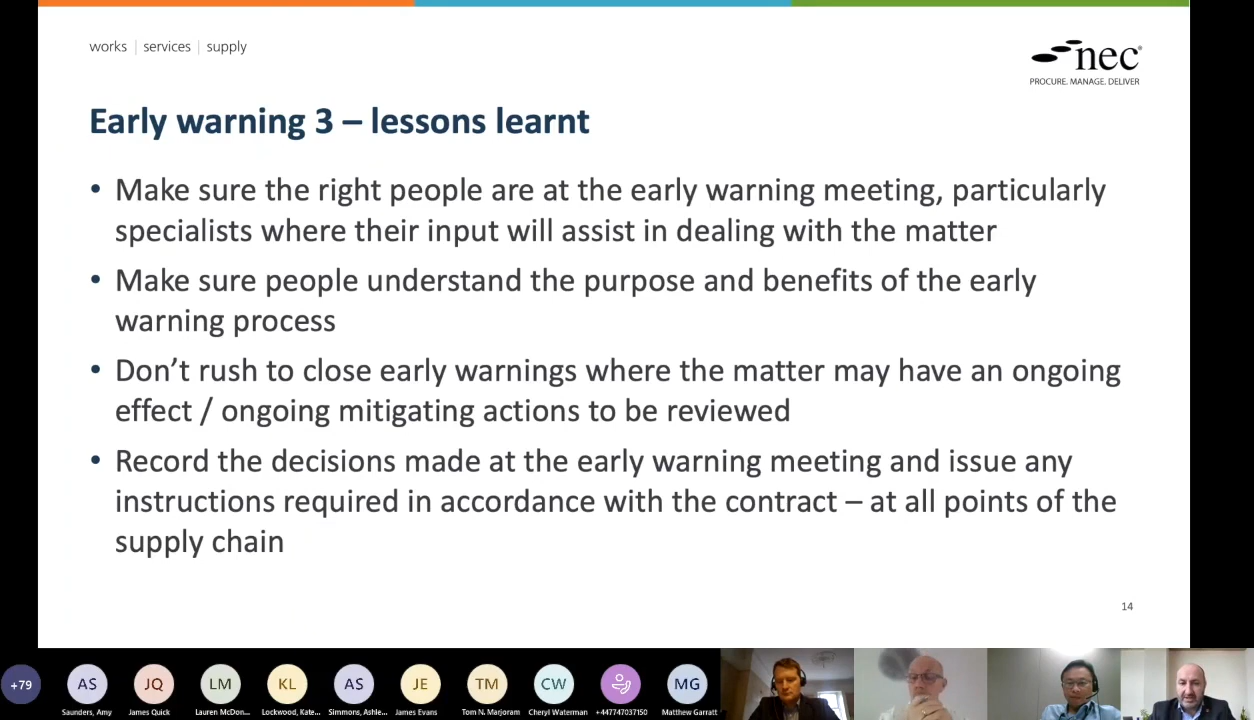 works | services | supply
nec
PROCURE. MANAGE. DELIVER
Early warning 3 – lessons learnt
• Make sure the right people are at the early warning meeting, particularly
specialists where their input will assist in dealing with the matter
• Make sure people understand the purpose and benefits of the early
warning process
• Don’t rush to close early warnings where the matter may have an ongoing
effect / ongoing mitigating actions to be reviewed
• Record the decisions made at the early warning meeting and issue any
instructions required in accordance with the contract – at all points of the
supply chain
14
+79 AS JQ LM KL AS JE TM CW MG
Saunders, Amy James Quick Lauren McDon... Lockwood, Kate... Simmons, Ashle... James Evans Tom N. Marjoram Cheryl Waterman +447747037150 Matthew Garratt